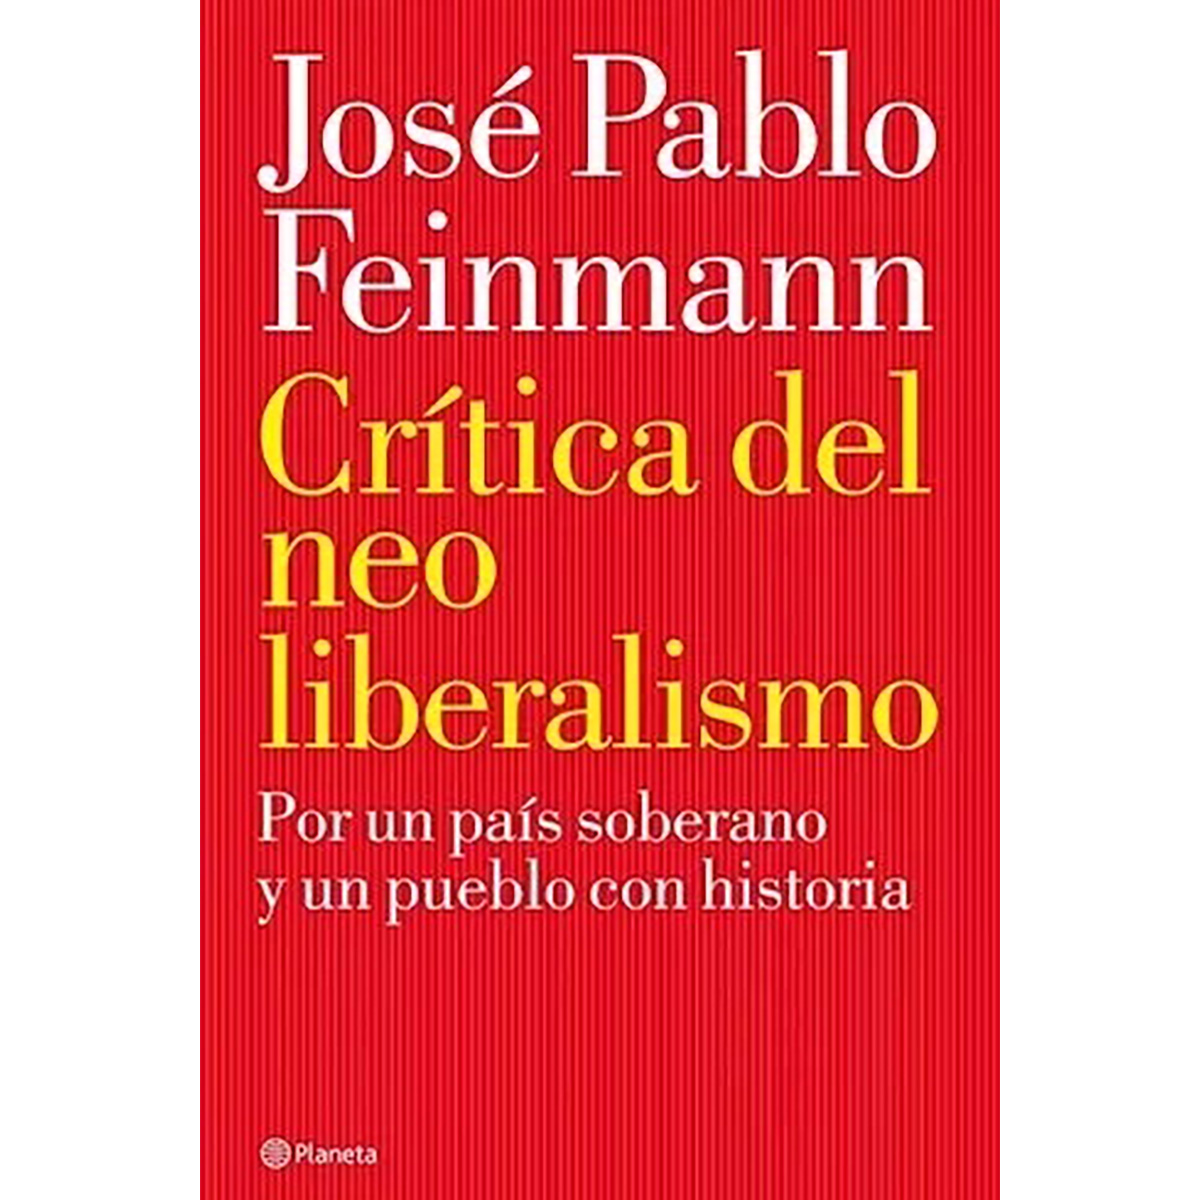 José Pablo
Feinmann
Crítica del
neo
liberalismo
Por un país soberano
y un pueblo con historia
Planeta